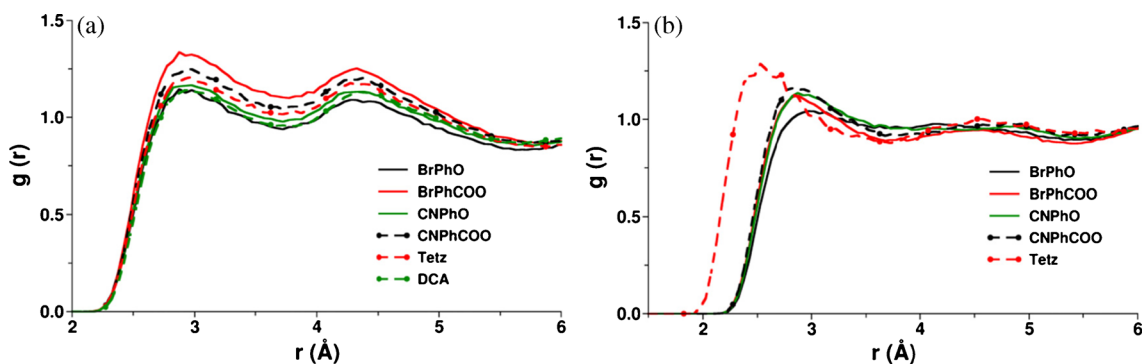 (a)
g (r)
1.5
1.0
0.5
0.0
BrPhO
BrPhCOO
CNPhO
CNPhCOO
Tetz
DCA
2 3 4 5 6
r (Å)
(b)
g (r)
1.5
1.0
0.5
0.0
BrPhO
BrPhCOO
CNPhO
CNPhCOO
Tetz
2 3 4 5 6
r (Å)